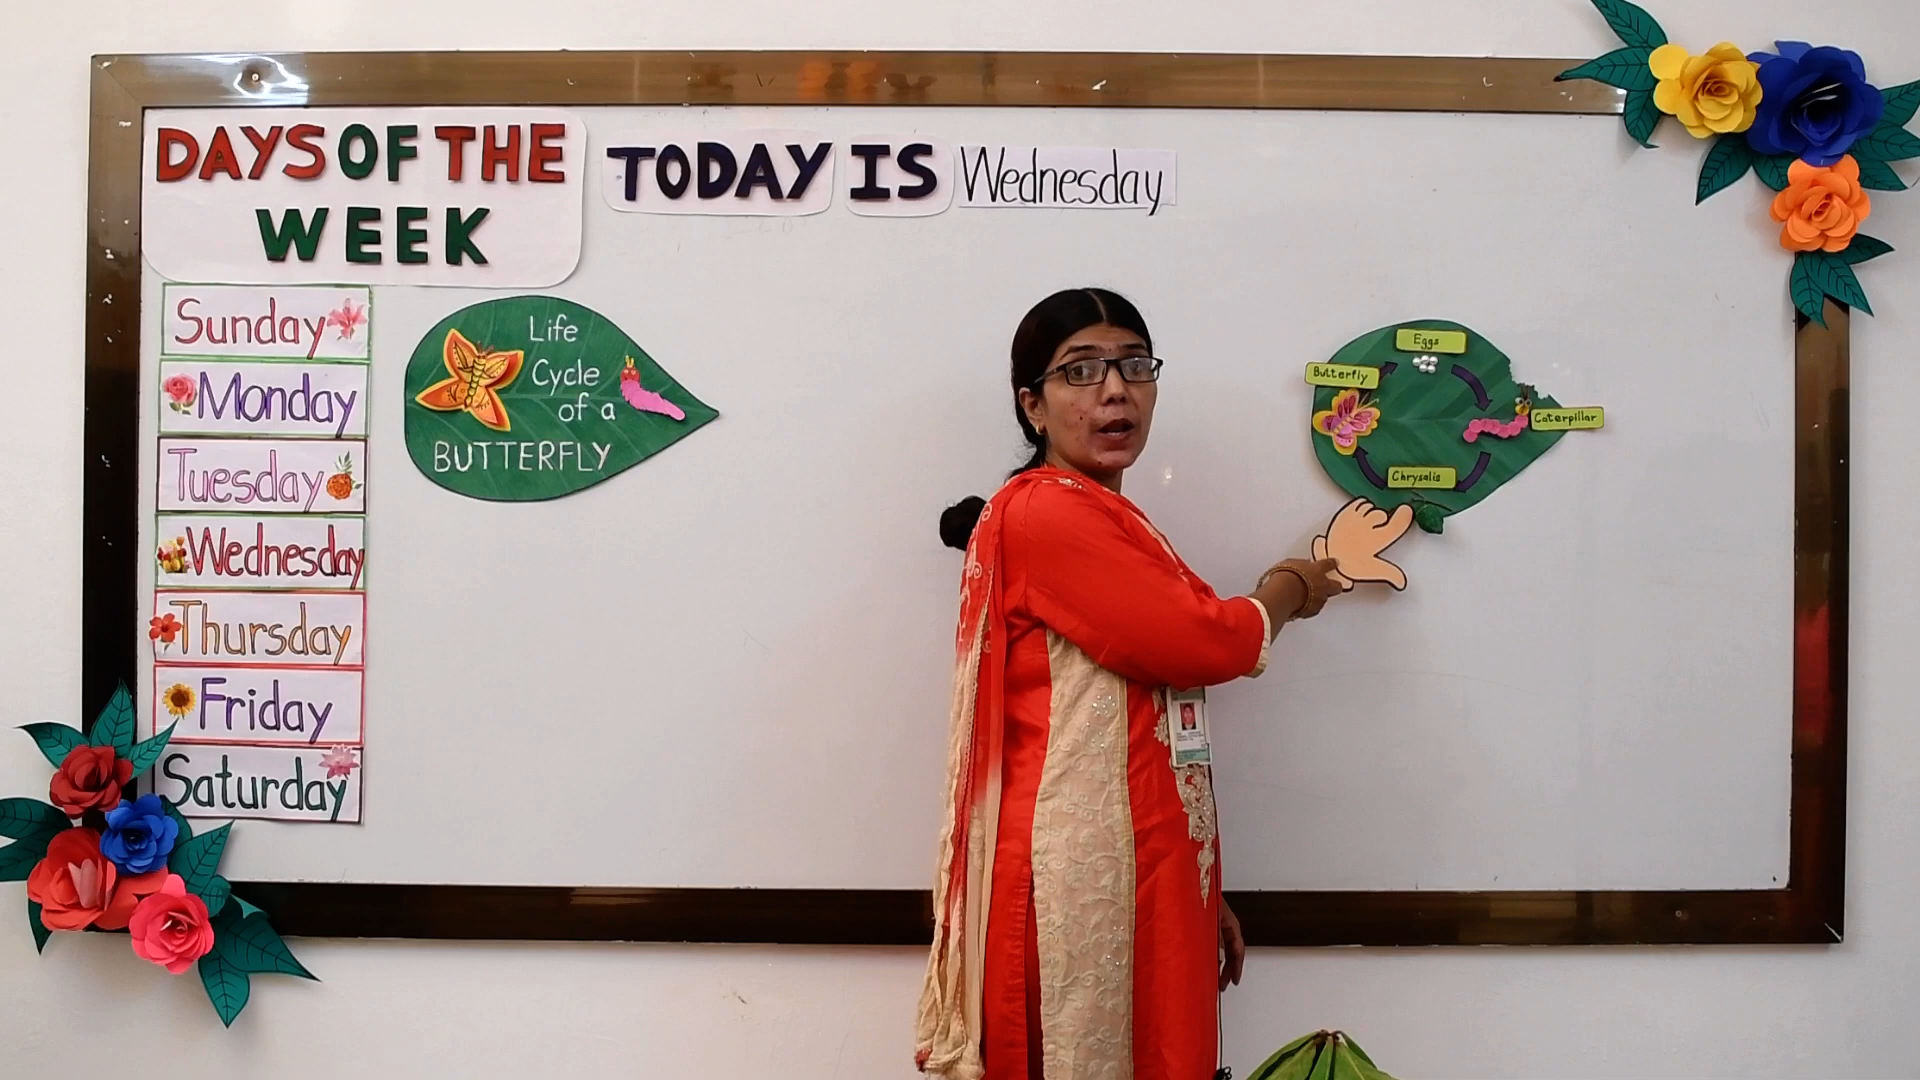 DAYS OF THE
WEEK
TODAY IS Wednesday
Sunday
Monday
Tuesday
Wednesday
Thursday
Friday
Saturday
Life
Cycle
of a
BUTTERFLY
Eggs
Butterfly
Caterpillar
Chrysalis